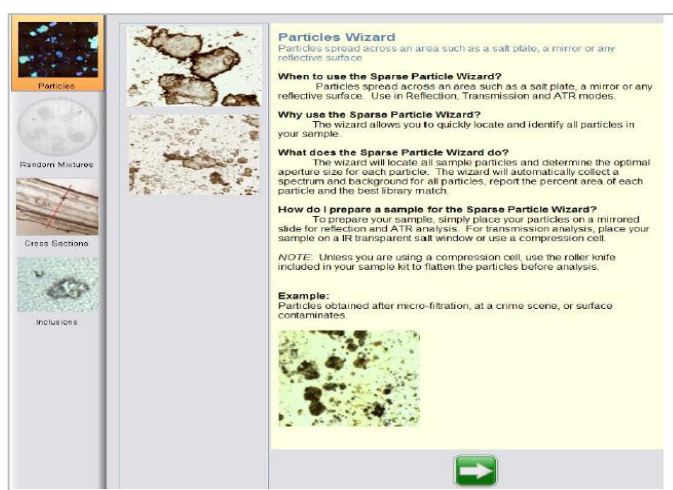 Particles
Random Mixtures
Cross Sections
Inclusions
Particles Wizard
Particles spread across an area such as a salt plate, a mirror or any
reflective surface
When to use the Sparse Particle Wizard?
Particles spread across an area such as a salt plate, a mirror or any
reflective surface. Use in Reflection, Transmission and ATR modes.
Why use the Sparse Particle Wizard?
The wizard allows you to quickly locate and identify all particles in
your sample.
What does the Sparse Particle Wizard do?
The wizard will locate all sample particles and determine the optimal
aperture size for each particle. The wizard will automatically collect a
spectrum and background for all particles, report the percent area of each
particle and the best library match.
How do i prepare a sample for the Sparse Particle Wizard?
To prepare your sample, simply place your particles on a mirrored
slide for reflection and ATR analysis. For transmission analysis, place your
sample on a IR transparent salt window or use a compression cell.
NOTE: Unless you are using a compression cell, use the roller knife
included in your sample kit to flatten the particles before analysis.
Example:
Particles obtained after micro-filtration, at a crime scene, or surface
contaminates.